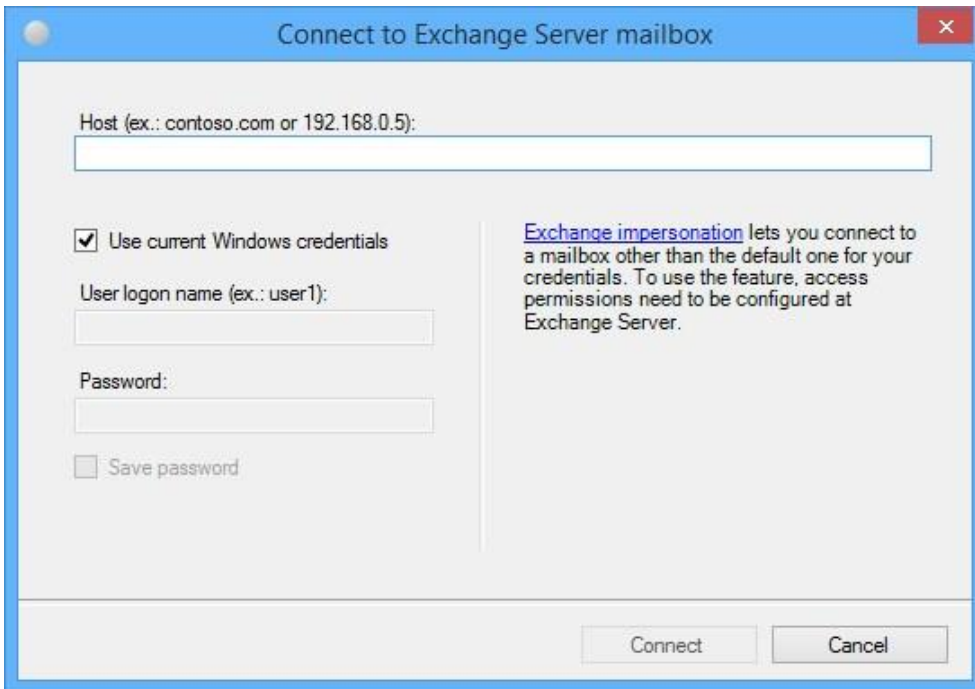 Connect to Exchange Server mailbox
Host (ex.: contoso.com or 192.168.0.5):
Use current Windows credentials
User logon name (ex.: user1):
Password:
Save password
Exchange impersonation lets you connect to
a mailbox other than the default one for your
credentials. To use the feature, access
permissions need to be configured at
Exchange Server.
Connect
Cancel